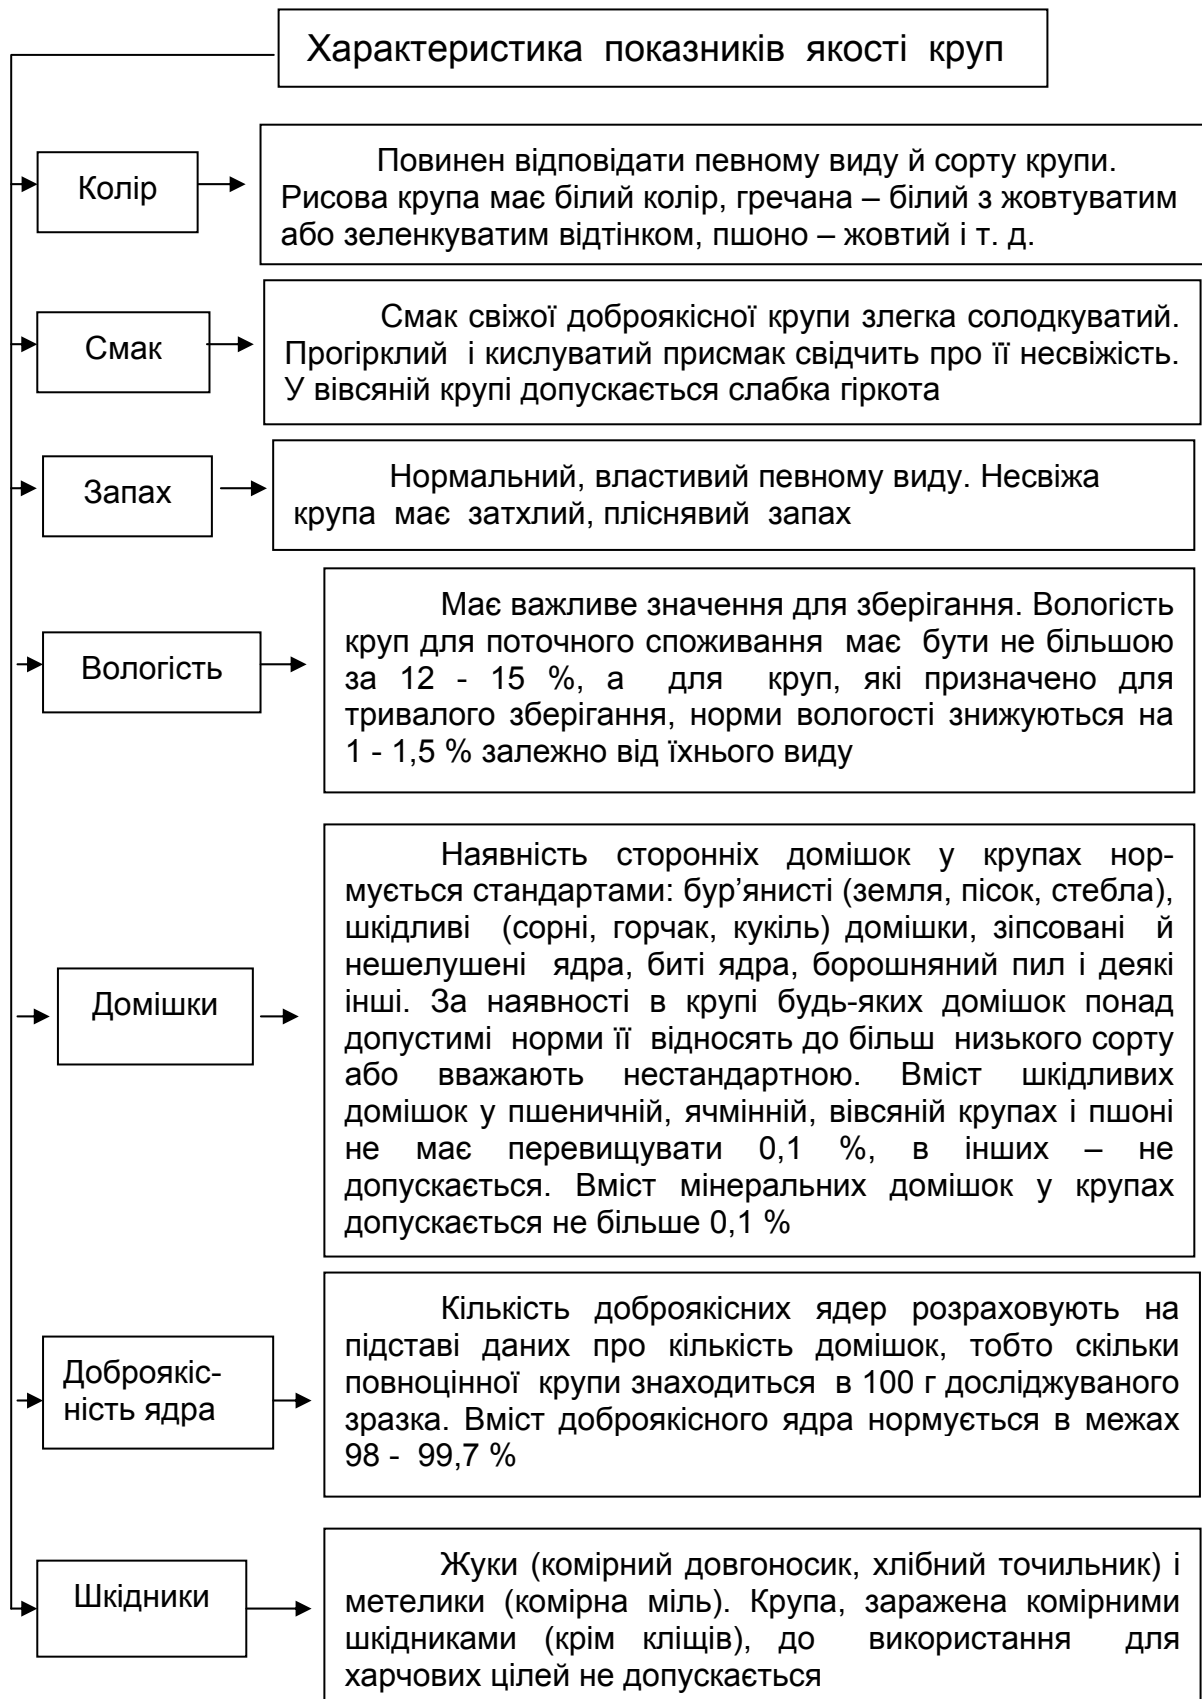 Характеристика показників якості круп
Колір
Повинен відповідати певному виду й сорту крупи.
Рисова крупа має білий колір, гречана – білий з жовтуватим
або зеленкуватим відтінком, пшоно – жовтий і т. д.
Смак
Смак свіжої доброякісної крупи злегка солодкуватий.
Прогірклий і кислуватий присмак свідчить про її несвіжість.
У вівсяній крупі допускається слабка гіркота
Запах
Нормальний, властивий певному виду. Несвіжа
крупа має затхлий, пліснявий запах
Вологість
Має важливе значення для зберігання. Вологість
круп для поточного споживання має бути не більшою
за 12 - 15 %, а для круп, які призначено для
тривалого зберігання, норми вологості знижуються на
1 - 1,5 % залежно від їхнього виду
Домішки
Наявність сторонніх домішок у крупах нор-
мується стандартами: бур’янисті (земля, пісок, стебла),
шкідливі (сорні, горчак, кукіль) домішки, зіпсовані й
нешелушені ядра, биті ядра, борошняний пил і деякі
інші. За наявності в крупі будь-яких домішок понад
допустимі норми її відносять до більш низького сорту
або вважають нестандартною. Вміст шкідливих
домішок у пшеничній, ячмінній, вівсяній крупах і пшоні
не має перевищувати 0,1 %, в інших – не
допускається. Вміст мінеральних домішок у крупах
допускається не більше 0,1 %
Доброякіс-
ність ядра
Кількість доброякісних ядер розраховують на
підставі даних про кількість домішок, тобто скільки
повноцінної крупи знаходиться в 100 г досліджуваного
зразка. Вміст доброякісного ядра нормується в межах
98 - 99,7 %
Шкідники
Жуки (комірний довгоносик, хлібний точильник) і
метелики (комірна міль). Крупа, заражена комірними
шкідниками (крім кліщів), до використання для
харчових цілей не допускається